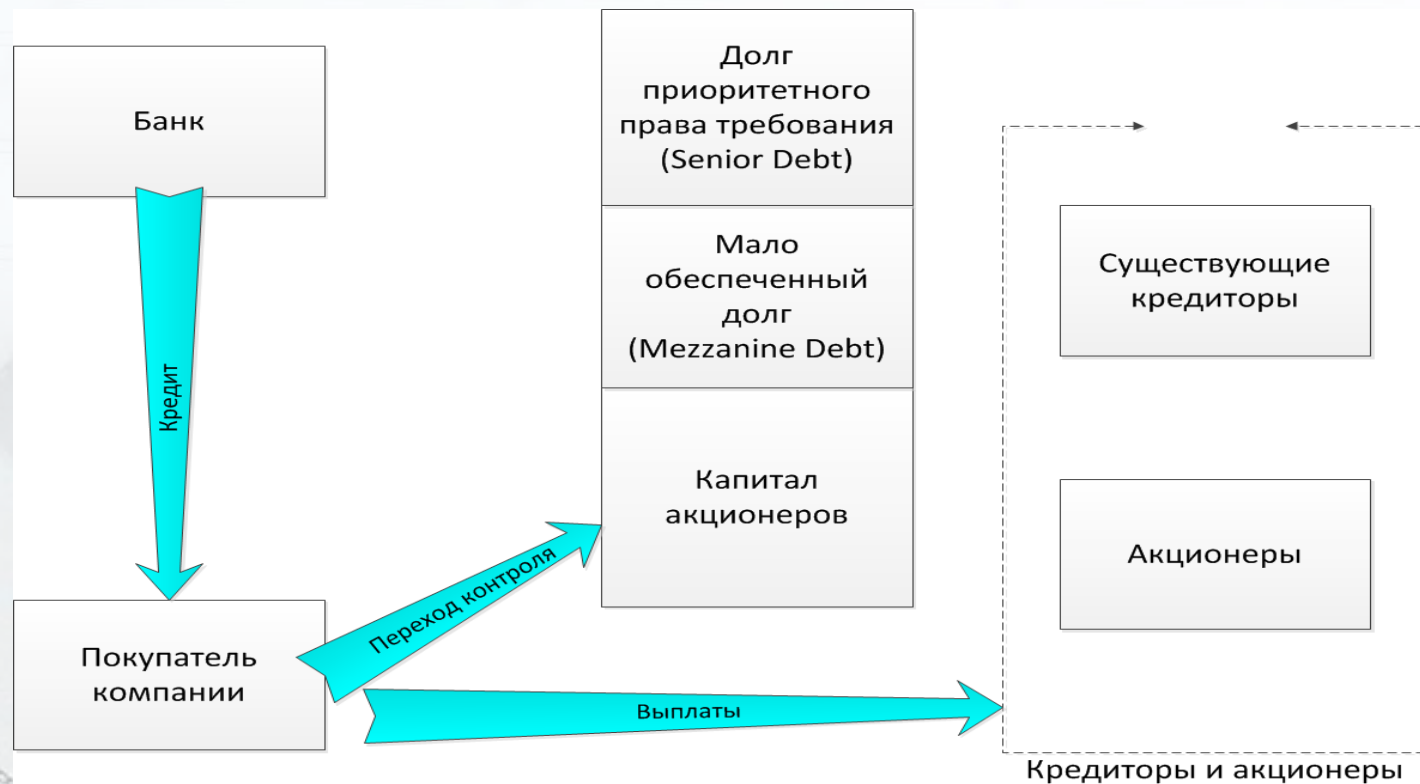 Банк
Кредит
Покупатель
компании
Переход контроля
Выплаты
Долг
приоритетного
права требования
(Senior Debt)
Мало
обеспеченный
долг
(Mezzanine Debt)
Капитал
акционеров
Существующие
кредиторы
Акционеры
Кредиторы и акционеры